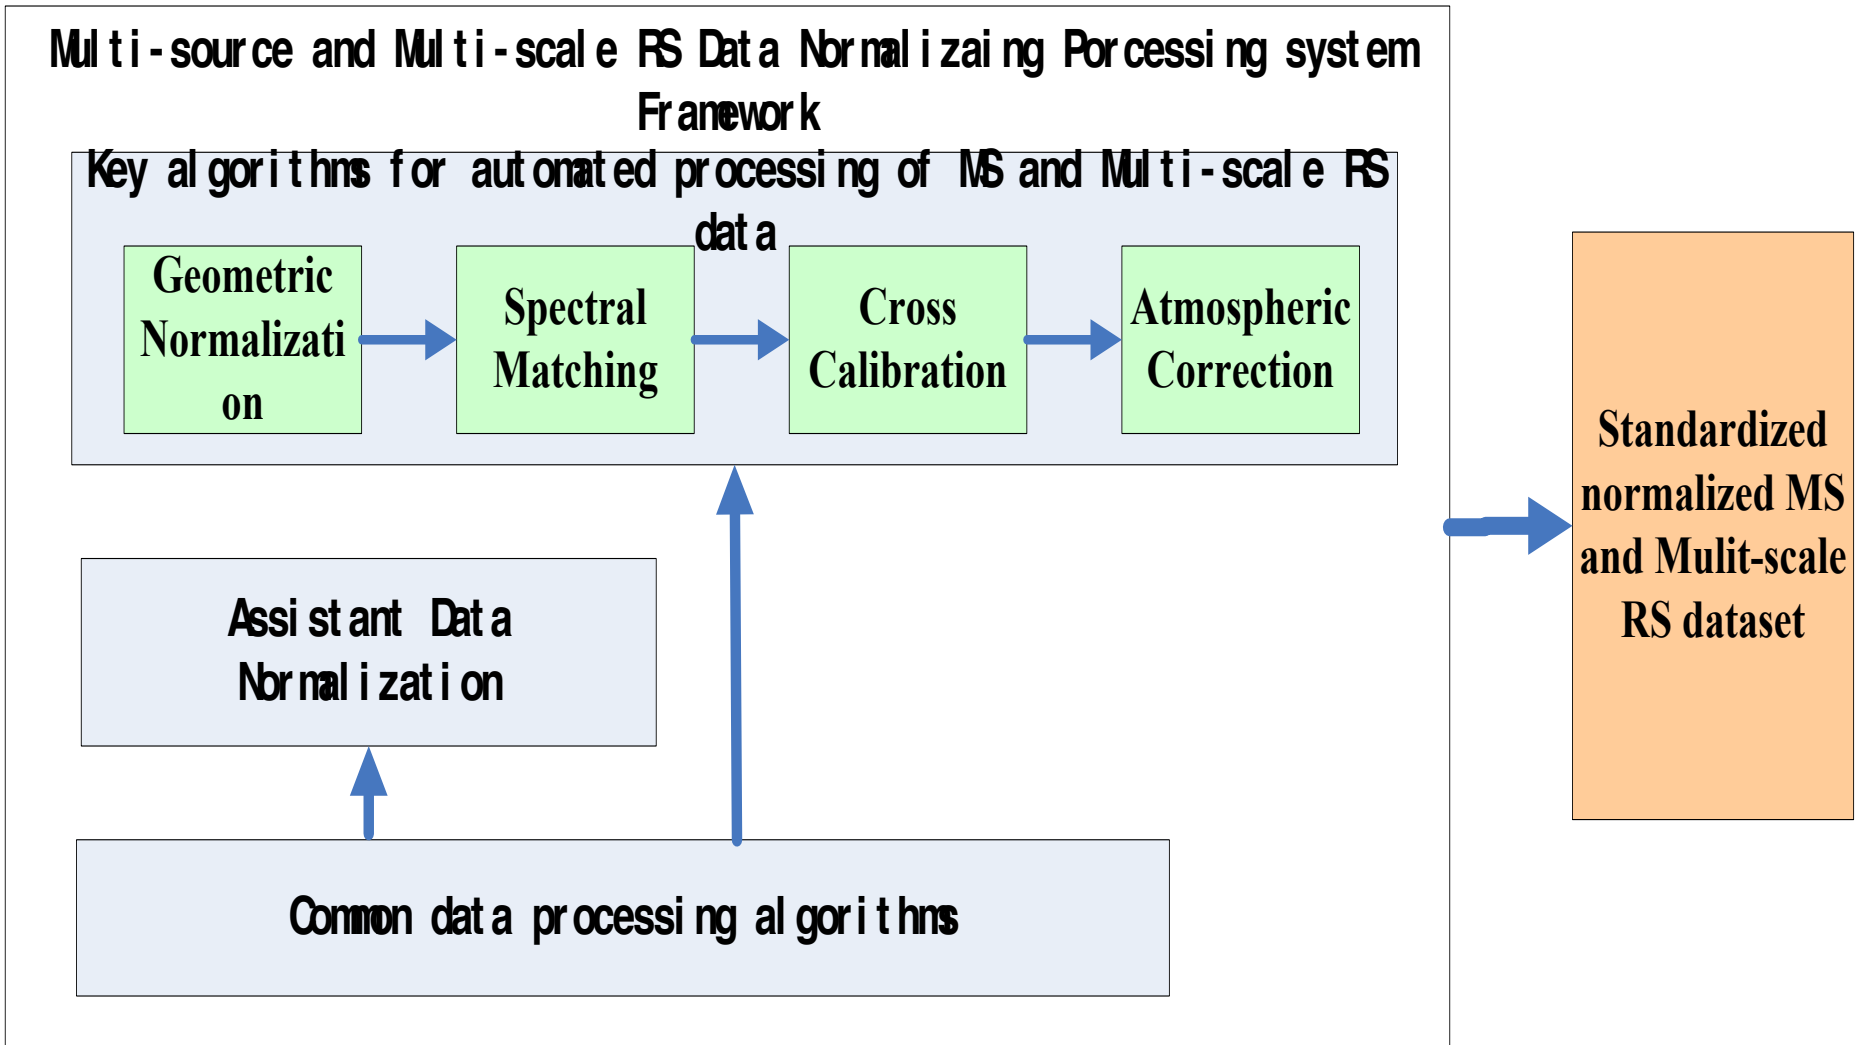 Multi-source and Multi-scale RS Data Normalizaing Porcessing system
Framework
Key algorithms for automated processing of MS and Multi-scale RS
data
Geometric
Normalizati
on
Spectral
Matching
Cross
Calibration
Atmospheric
Correction
Assistant Data
Normalization
Common data processing algorithms
Standardized
normalized MS
and Mulit-scale
RS dataset